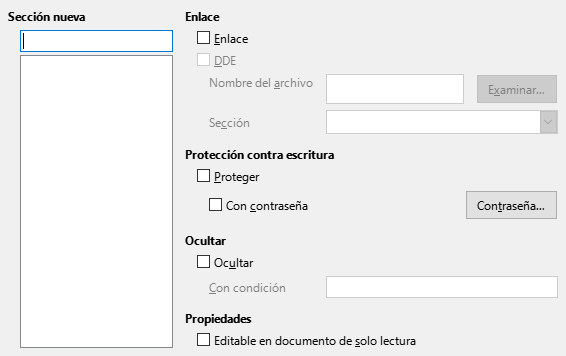 Sección nueva
Enlace
Enlace
DDE
Nombre del archivo
Examinar...
Sección
Protección contra escritura
Proteger
Con contraseña
Contraseña...
Ocultar
Ocultar
Con condición
Propiedades
Editable en documento de solo lectura